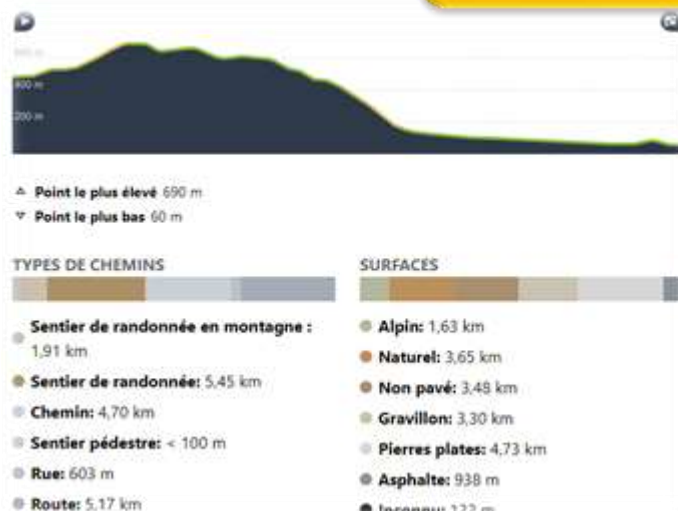 400 m
200 m
Point le plus élevé 690 m
Point le plus bas 60 m
TYPES DE CHEMINS
Sentier de randonnée en montagne :
1,91 km
Sentier de randonnée: 5,45 km
Chemin: 4,70 km
Sentier pédestre: < 100 m
Rue: 603 m
Route: 5,17 km
SURFACES
Alpin: 1,63 km
Naturel: 3,65 km
Non pavé: 3,48 km
Gravillon: 3,30 km
Pierres plates: 4,73 km
Asphalte: 938 m
Inconnu: 122 m